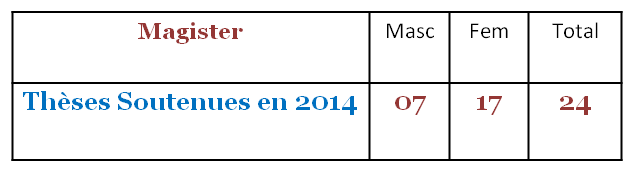 Magister Masc Fem Total
Thèses Soutenues en 2014 07 17 24